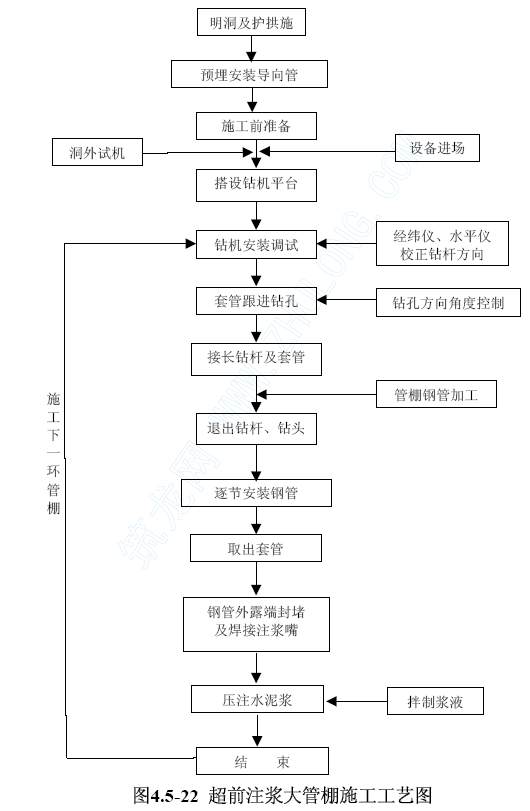 明洞及护拱施
预埋安装导向管
施工前准备
洞外试机
设备进场
搭设钻机平台
钻机安装调试
经纬仪、水平仪
校正钻杆方向
套管跟进钻孔
钻孔方向角度控制
接长钻杆及套管
施工下一环管棚
管棚钢管加工
退出钻杆、钻头
逐节安装钢管
取出套管
钢管外露端封堵
及焊接注浆嘴
压注水泥浆
拌制浆液
结 束
图4.5-22 超前注浆大管棚施工工艺图
筑龙网 WWW.ZHULONG.COM